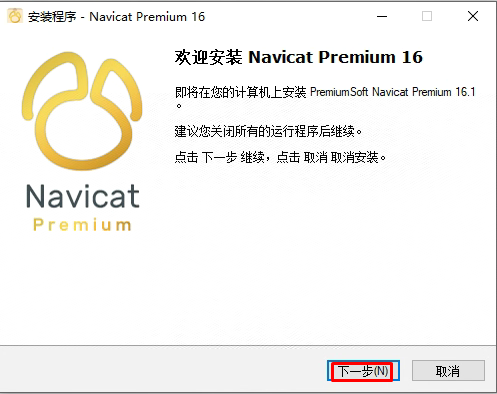 安装程序 - Navicat Premium 16
欢迎安装 Navicat Premium 16
即将在您的计算机上安装 PremiumSoft Navicat Premium 16.1
。
建议您关闭所有的运行程序后继续。
点击 下一步 继续，点击 取消 取消安装。
Navicat
Premium
下一步(N)
取消